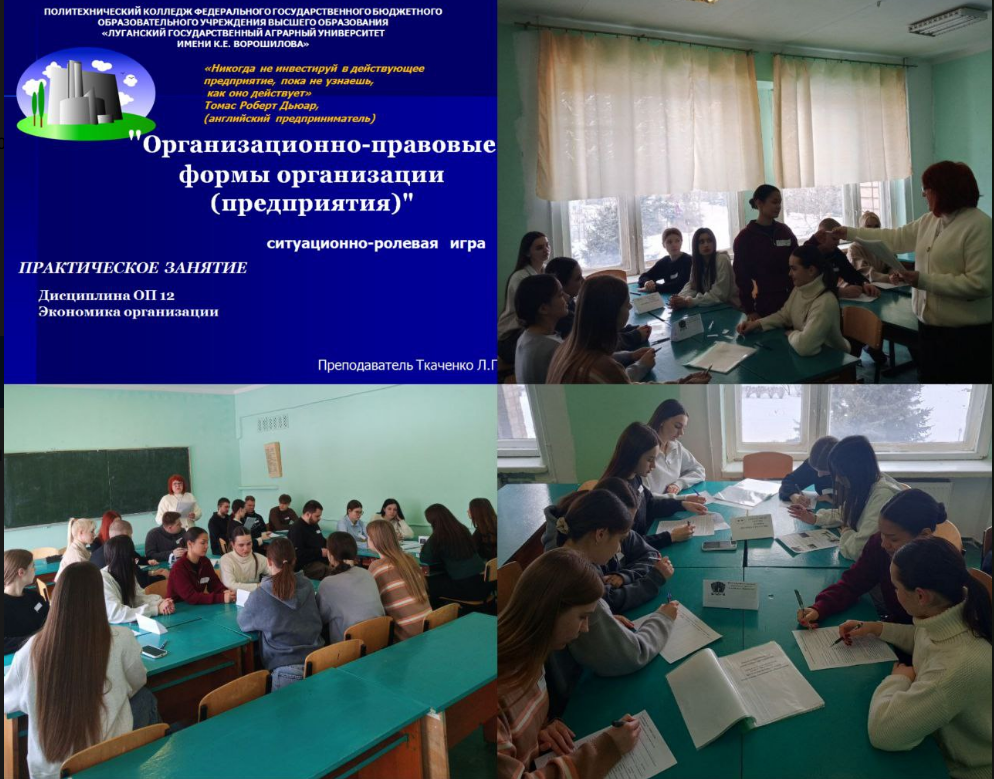 ПОЛИТЕХНИЧЕСКИЙ КОЛЛЕДЖ ФЕДЕРАЛЬНОГО ГОСУДАРСТВЕННОГО БЮДЖЕТНОГО
ОБРАЗОВАТЕЛЬНОГО УЧРЕЖДЕНИЯ ВЫСШЕГО ОБРАЗОВАНИЯ
«ЛУГАНСКИЙ ГОСУДАРСТВЕННЫЙ АГРАРНЫЙ УНИВЕРСИТЕТ
ИМЕНИ К.Е. ВОРОШИЛОВА»
«Никогда не инвестируй в действующее
предприятие, пока не узнаешь,
как оно действует»
Томас Роберт Дьюар,
(английский предприниматель)
"Организационно-правовые
формы организации
(предприятия)"
ситуационно-ролевая игра
ПРАКТИЧЕСКОЕ ЗАНЯТИЕ
Дисциплина ОП 12
Экономика организации
Преподаватель Ткаченко Л.Г